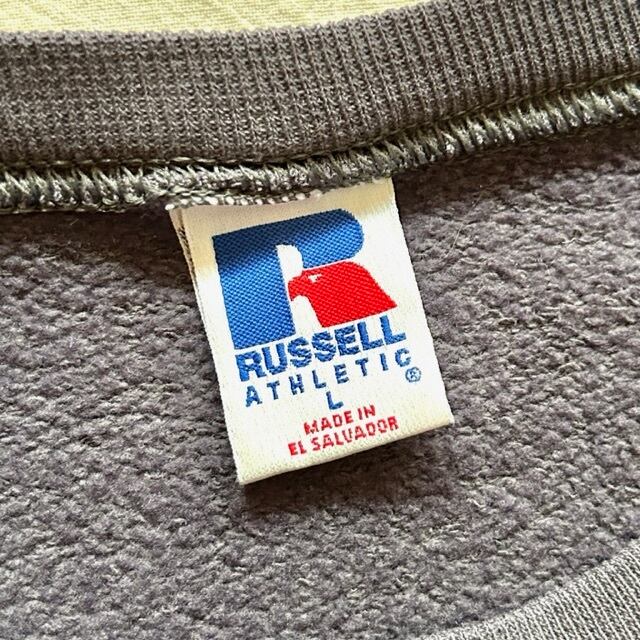 R
RUSSELL
ATHLETIC®
L
MADE IN
EL SALVADOR